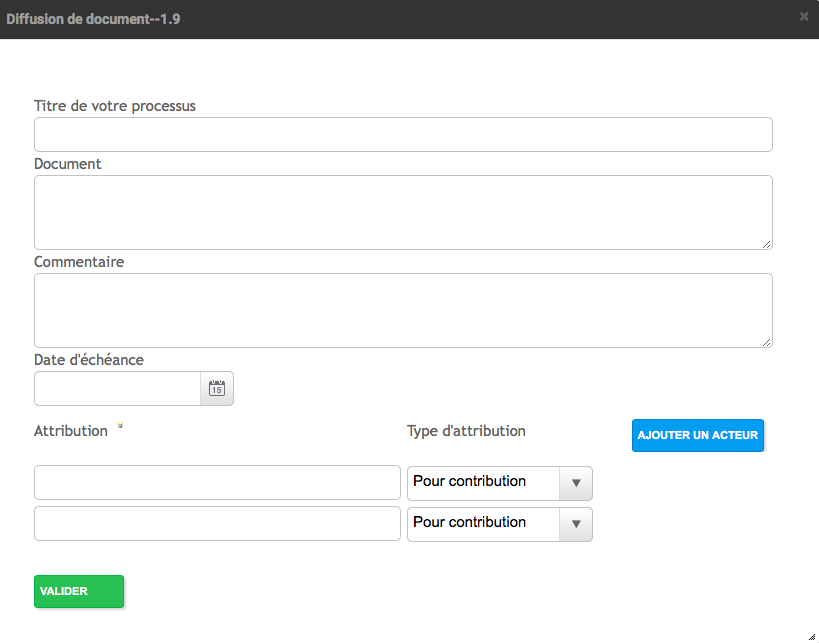 Diffusion de document--1.9
Titre de votre processus
Document
Commentaire
Date d'échéance
15
Attribution Type d'attribution AJOUTER UN ACTEUR
Pour contribution
Pour contribution
VALIDER